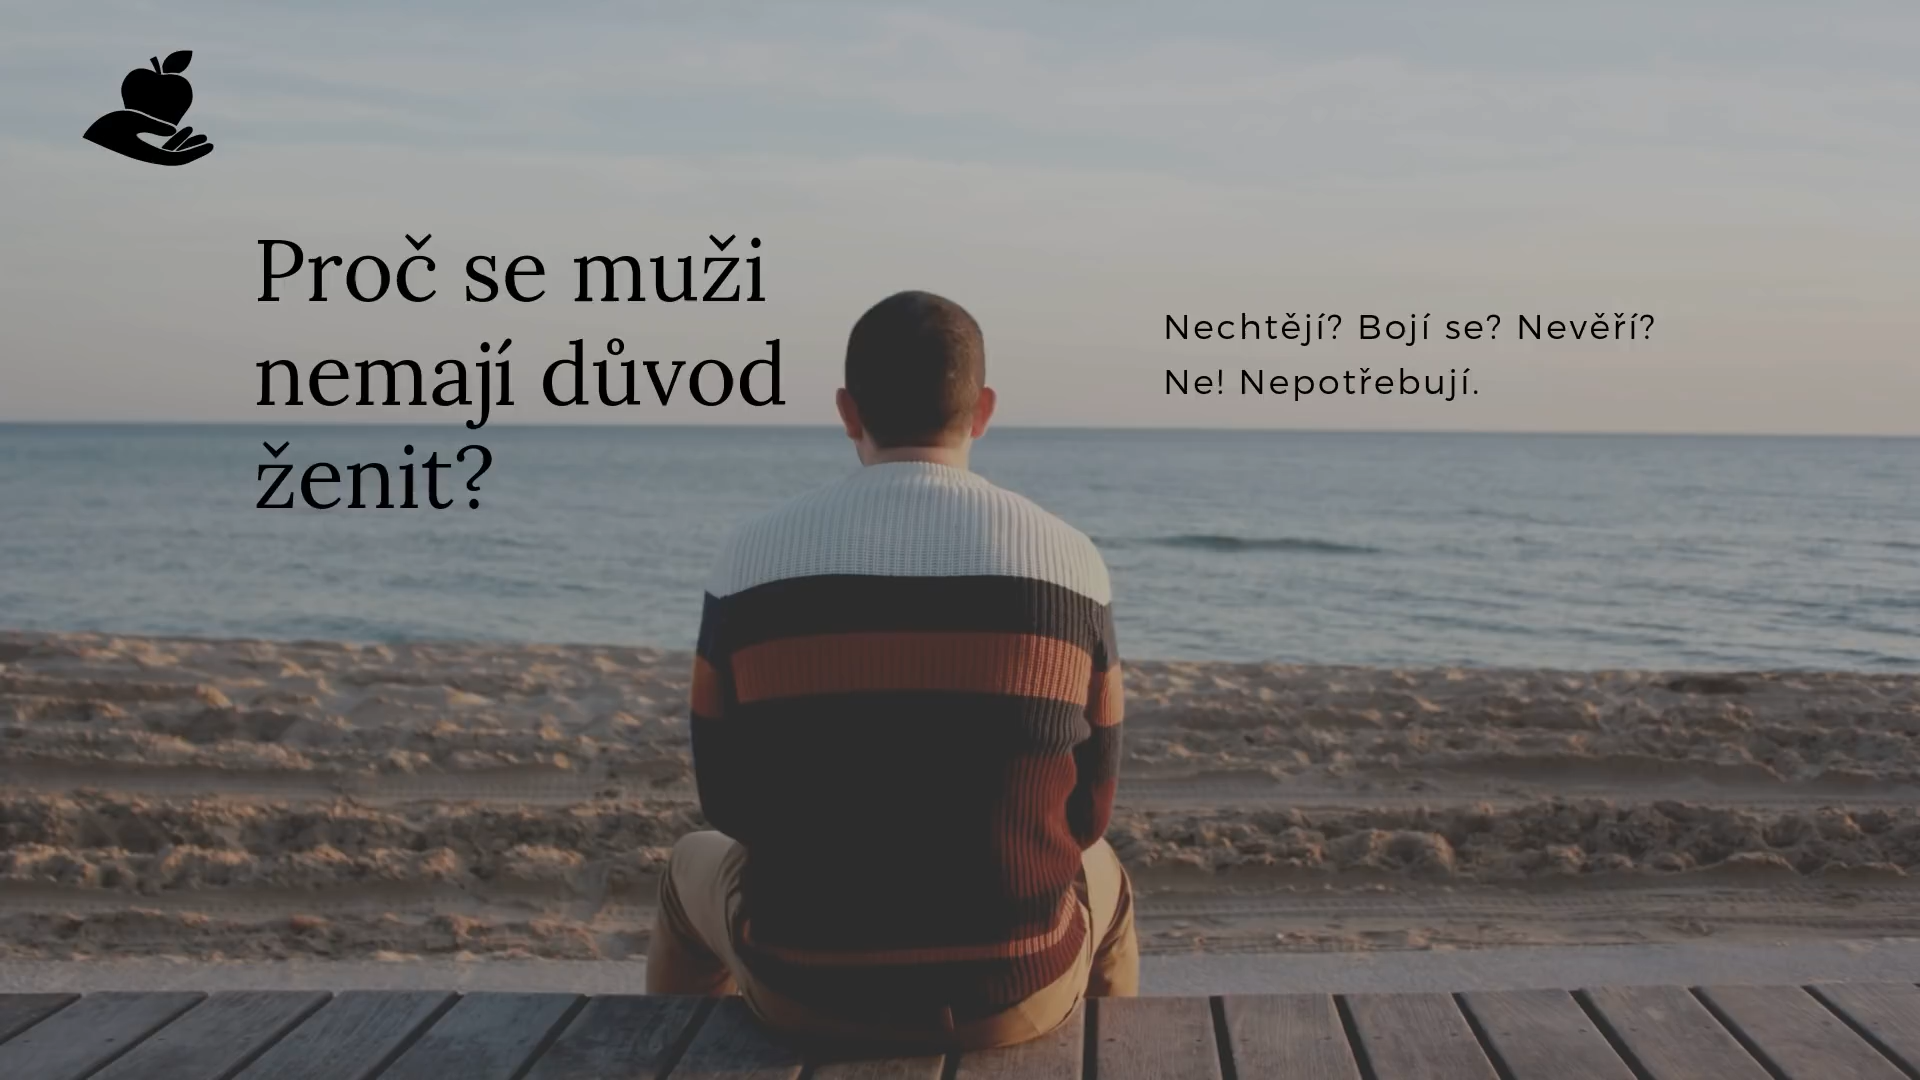 Proč se muži
nemají důvod
ženit?
Nechtějí? Bojí se? Nevěří?
Ne! Nepotřebují.